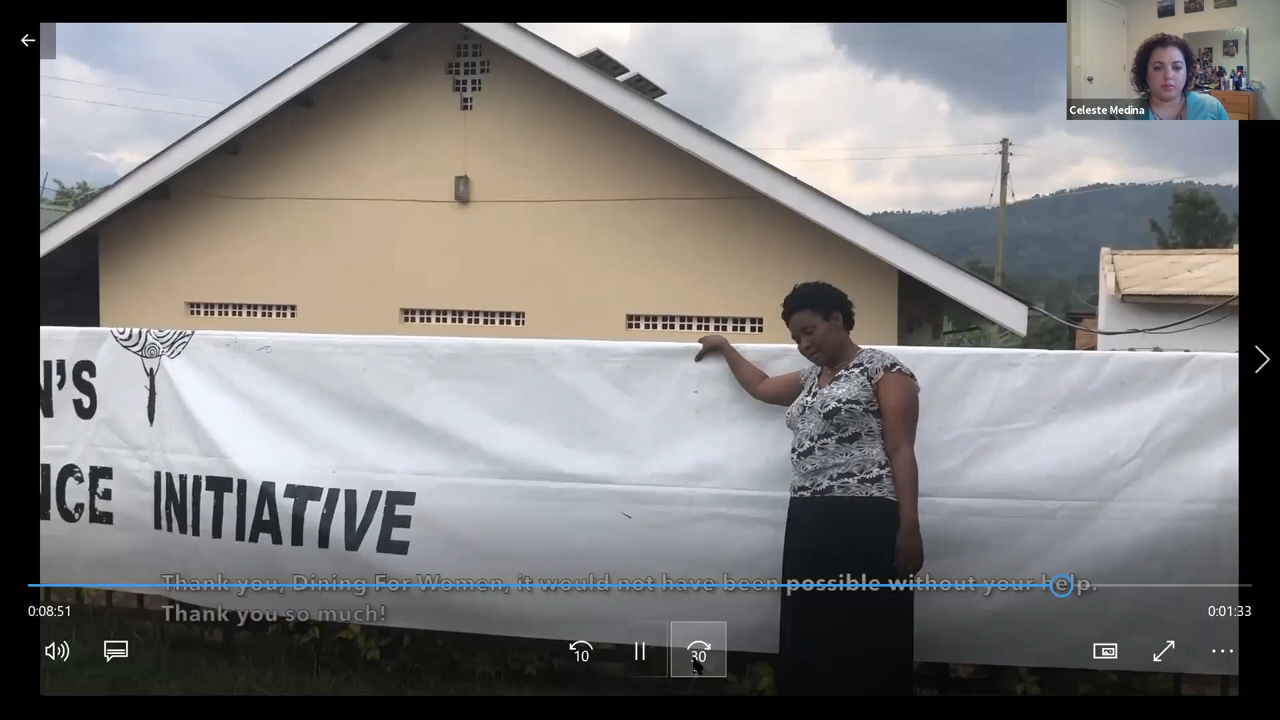 Celeste Medina
N'S
NCE INITIATIVE
Thank you, Dining For Women, it would not have been possible without your help.
Thank you so much!
0:08:51
0:01:33
10
30